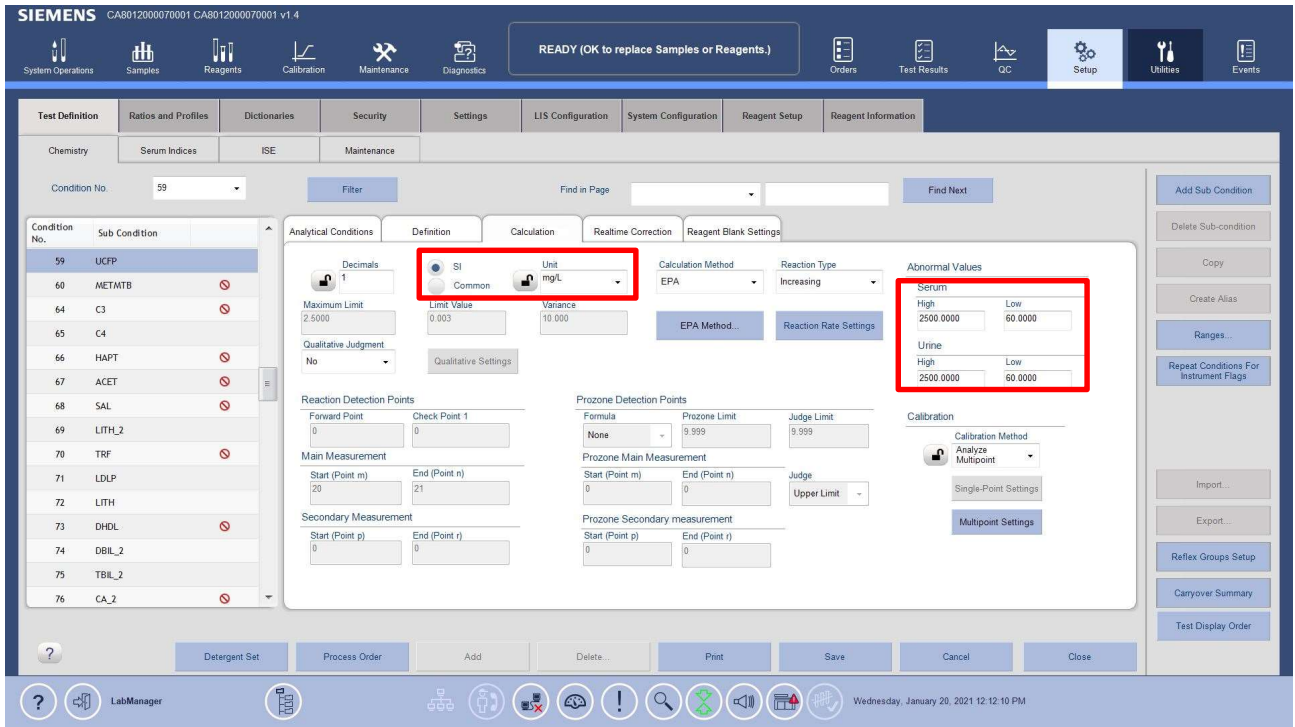 SIEMENS CA8012000070001 CA8012000070001 v1.4
System Operations
Samples
Reagents
Calibration
Maintenance
Diagnostics
READY (OK to replace Samples or Reagents.)
Orders
Test Results
QC
Setup
Utilities
Events
Test Definition
Ratios and Profiles
Dictionaries
Security
Settings
LIS Configuration
System Configuration
Reagent Setup
Reagent Information
Chemistry
Serum Indices
ISE
Maintenance
Condition No. 59
Filter
Find in Page
Find Next
Condition No. Sub Condition
59 UCFP
60 METMTB
64 C3
65 C4
66 HAPT
67 ACET
68 SAL
69 LITH_2
70 TRF
71 LDLP
72 LITH
73 DHDL
74 DBIL_2
75 TBIL_2
76 CA_2
Analytical Conditions
Definition
Calculation
Realtime Correction
Reagent Blank Settings
Decimals
1
SI
Common
Unit
mg/L
Calculation Method
EPA
Reaction Type
Increasing
Maximum Limit
2.5000
Limit Value
0.003
Variance
10.000
EPA Method...
Reaction Rate Settings
Qualitative Judgment
No
Qualitative Settings
Abnormal Values
Serum
High Low
2500.0000 60.0000
Urine
High Low
2500.0000 60.0000
Reaction Detection Points
Forward Point Check Point 1
0 0
Main Measurement
Start (Point m) End (Point n)
20 21
Secondary Measurement
Start (Point p) End (Point r)
0 0
Prozone Detection Points
Formula Prozone Limit Judge Limit
None 9.999 9.999
Prozone Main Measurement
Start (Point m) End (Point n) Judge
0 0 Upper Limit
Prozone Secondary measurement
Start (Point p) End (Point r)
0 0
Calibration
Calibration Method
Analyze
Multipoint
Single-Point Settings
Multipoint Settings
Add Sub Condition
Delete Sub-condition
Copy
Create Alias
Ranges...
Repeat Conditions For
Instrument Flags
Import...
Export...
Reflex Groups Setup
Carryover Summary
Test Display Order
?
Detergent Set
Process Order
Add
Delete...
Print
Save
Cancel
Close
? LabManager
Wednesday, January 20, 2021 12:12:10 PM